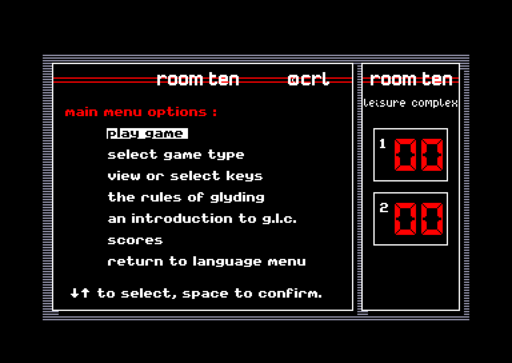 room ten ©crl
main menu options :
play game
select game type
view or select keys
the rules of glyding
an introduction to g.l.c.
scores
return to language menu
↓↑ to select, space to confirm.
room ten
leisure complex
1 00
2 00